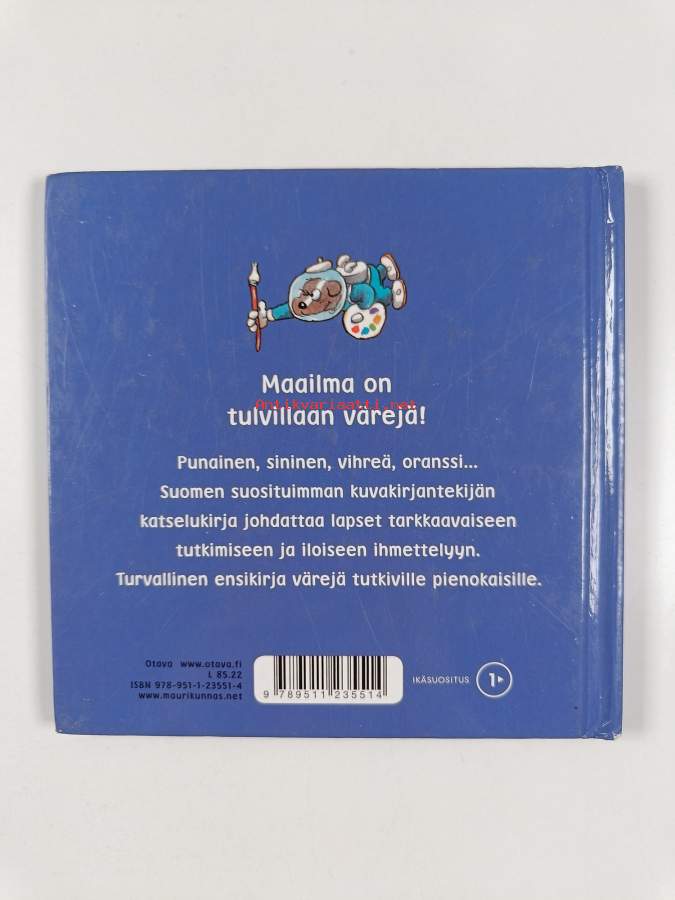 Maailma on
Antikvariaatti.net
tulvillaan värejä!
Punainen, sininen, vihreä, oranssi...
Suomen suosituimman kuvakirjantekijän
katselukirja johdattaa lapset tarkkaavaiseen
tutkimiseen ja iloiseen ihmettelyyn.
Turvallinen ensikirja värejä tutkiville pienokaisille.
Otava www.otava.fi
L 85.22
ISBN 978-951-1-23551-4
www.maurikunnas.net
9 789511 235514
IKÄSUOSITUS 1